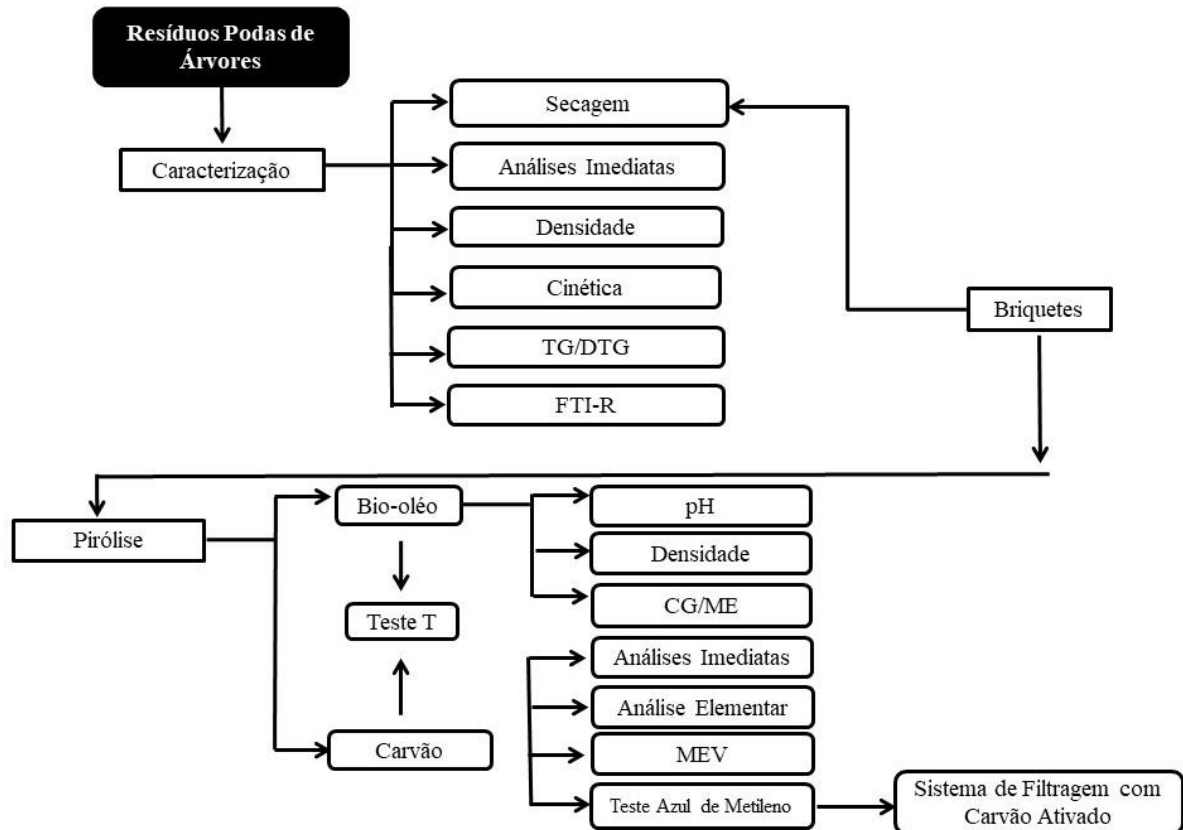 Resíduos Podas de
Árvores
Caracterização
Secagem
Análises Imediatas
Densidade
Cinética
TG/DTG
FTI-R
Briquetes
Pirólise
Bio-oléo
Teste T
Carvão
pH
Densidade
CG/ME
Análises Imediatas
Análise Elementar
MEV
Teste Azul de Metileno
Sistema de Filtragem com
Carvão Ativado